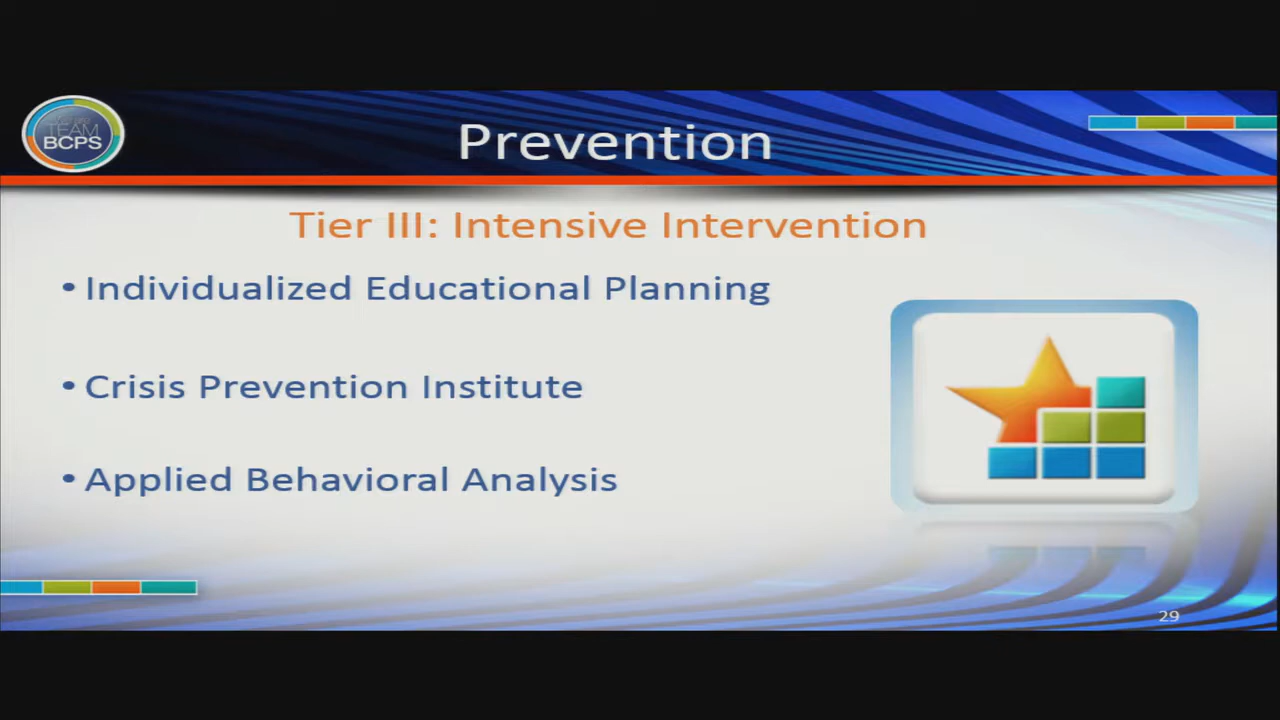 TEAM
BCPS
Prevention
Tier III: Intensive Intervention
• Individualized Educational Planning
• Crisis Prevention Institute
• Applied Behavioral Analysis
29